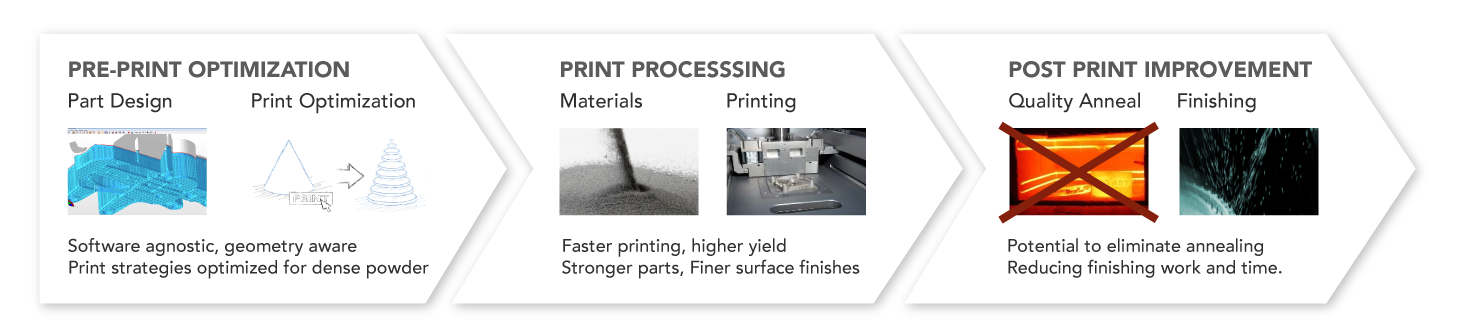 PRE-PRINT OPTIMIZATION
Part Design
Print Optimization
PRINT
Software agnostic, geometry aware
Print strategies optimized for dense powder
PRINT PROCESSSING
Materials
Printing
Faster printing, higher yield
Stronger parts, Finer surface finishes
POST PRINT IMPROVEMENT
Quality Anneal
Finishing
Potential to eliminate annealing
Reducing finishing work and time.